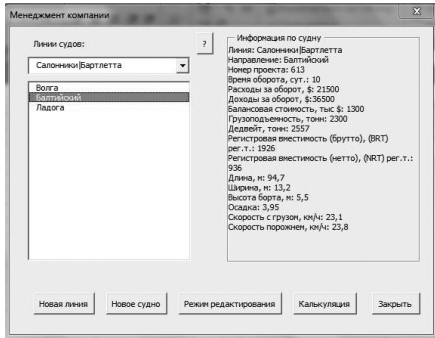 Менеджмент компании
Линии судов:
?
Салонники|Бартлетта
Волга
Балтийский
Ладога
Информация по судну
Линия: Салонники|Бартлетта
Направление: Балтийский
Номер проекта: 613
Время оборота, сут.: 10
Расходы за оборот, $: 21500
Доходы за оборот, $:36500
Балансовая стоимость, тыс $: 1300
Грузоподъемность, тонн: 2300
Дедвейт, тонн: 2557
Регистровая вместимость (брутто), (BRT)
рег.т.: 1926
Регистровая вместимость (нетто), (NRT) рег.т.:
936
Длина, м: 94,7
Ширина, м: 13,2
Высота борта, м: 5,5
Осадка: 3,95
Скорость с грузом, км/ч: 23,1
Скорость порожнем, км/ч: 23,8
Новая линия
Новое судно
Режим редактирования
Калькуляция
Закрыть